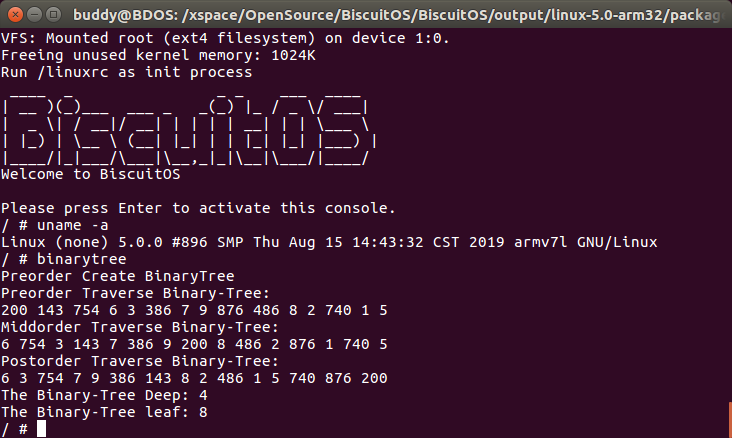 buddy@BDOS: /xspace/OpenSource/BiscuitOS/BiscuitOS/output/linux-5.0-arm32/package
VFS: Mounted root (ext4 filesystem) on device 1:0.
Freeing unused kernel memory: 1024K
Run /linuxrc as init process
 ____  _                _ _    ___  ____
| __ )(_)___  ___ _   _(_) |_ / _ \/ ___|
|  _ \| / __|/ __| | | | | __| | | \___ \
| |_) | \__ \ (__| |_| | | |_| |_| |___) |
|____/|_|___/\___|\__,_|_|\__|\___/|____/
Welcome to BiscuitOS
Please press Enter to activate this console.
/ # uname -a
Linux (none) 5.0.0 #896 SMP Thu Aug 15 14:43:32 CST 2019 armv7l GNU/Linux
/ # binarytree
Preorder Create BinaryTree
Preorder Traverse Binary-Tree:
200 143 754 6 3 386 7 9 876 486 8 2 740 1 5
Middorder Traverse Binary-Tree:
6 754 3 143 7 386 9 200 8 486 2 876 1 740 5
Postorder Traverse Binary-Tree:
6 3 754 7 9 386 143 8 2 486 1 5 740 876 200
The Binary-Tree Deep: 4
The Binary-Tree leaf: 8
/ #